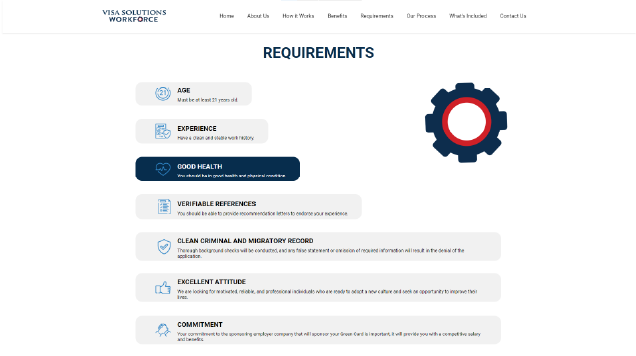 VISA SOLUTIONS
WORKFORCE
Home About Us How it Works Benefits Requirements Our Process What's Included Contact Us
REQUIREMENTS
21
AGE
Must be at least 21 years old.
EXPERIENCE
Have a clean and stable work history.
GOOD HEALTH
You should be in good health and physical condition.
VERIFIABLE REFERENCES
You should be able to provide recommendation letters to endorse your experience.
CLEAN CRIMINAL AND MIGRATORY RECORD
Thorough background checks will be conducted, and any false statement or omission of required information will result in the denial of the
application.
EXCELLENT ATTITUDE
We are looking for motivated, reliable, and professional individuals who are ready to adopt a new culture and seek an opportunity to improve their
lives.
COMMITMENT
Your commitment to the sponsoring employer company that will sponsor your Green Card is important. It will provide you with a competitive salary
and benefits.